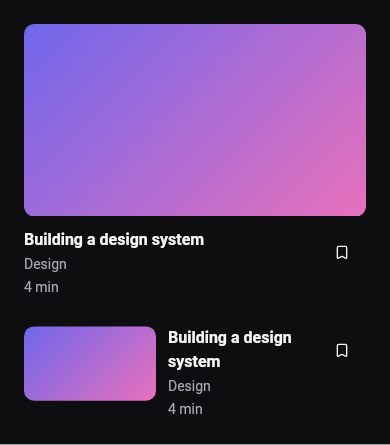 Building a design system
Design
4 min
Building a design
system
Design
4 min